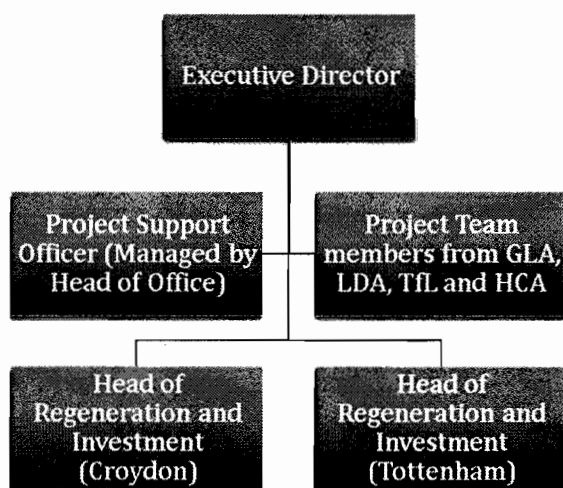 Executive Director
Project Support
Officer (Managed by
Head of Office)
Project Team
members from GLA,
LDA, TfL and HCA
Head of
Regeneration and
Investment
(Croydon)
Head of
Regeneration and
Investment
(Tottenham)